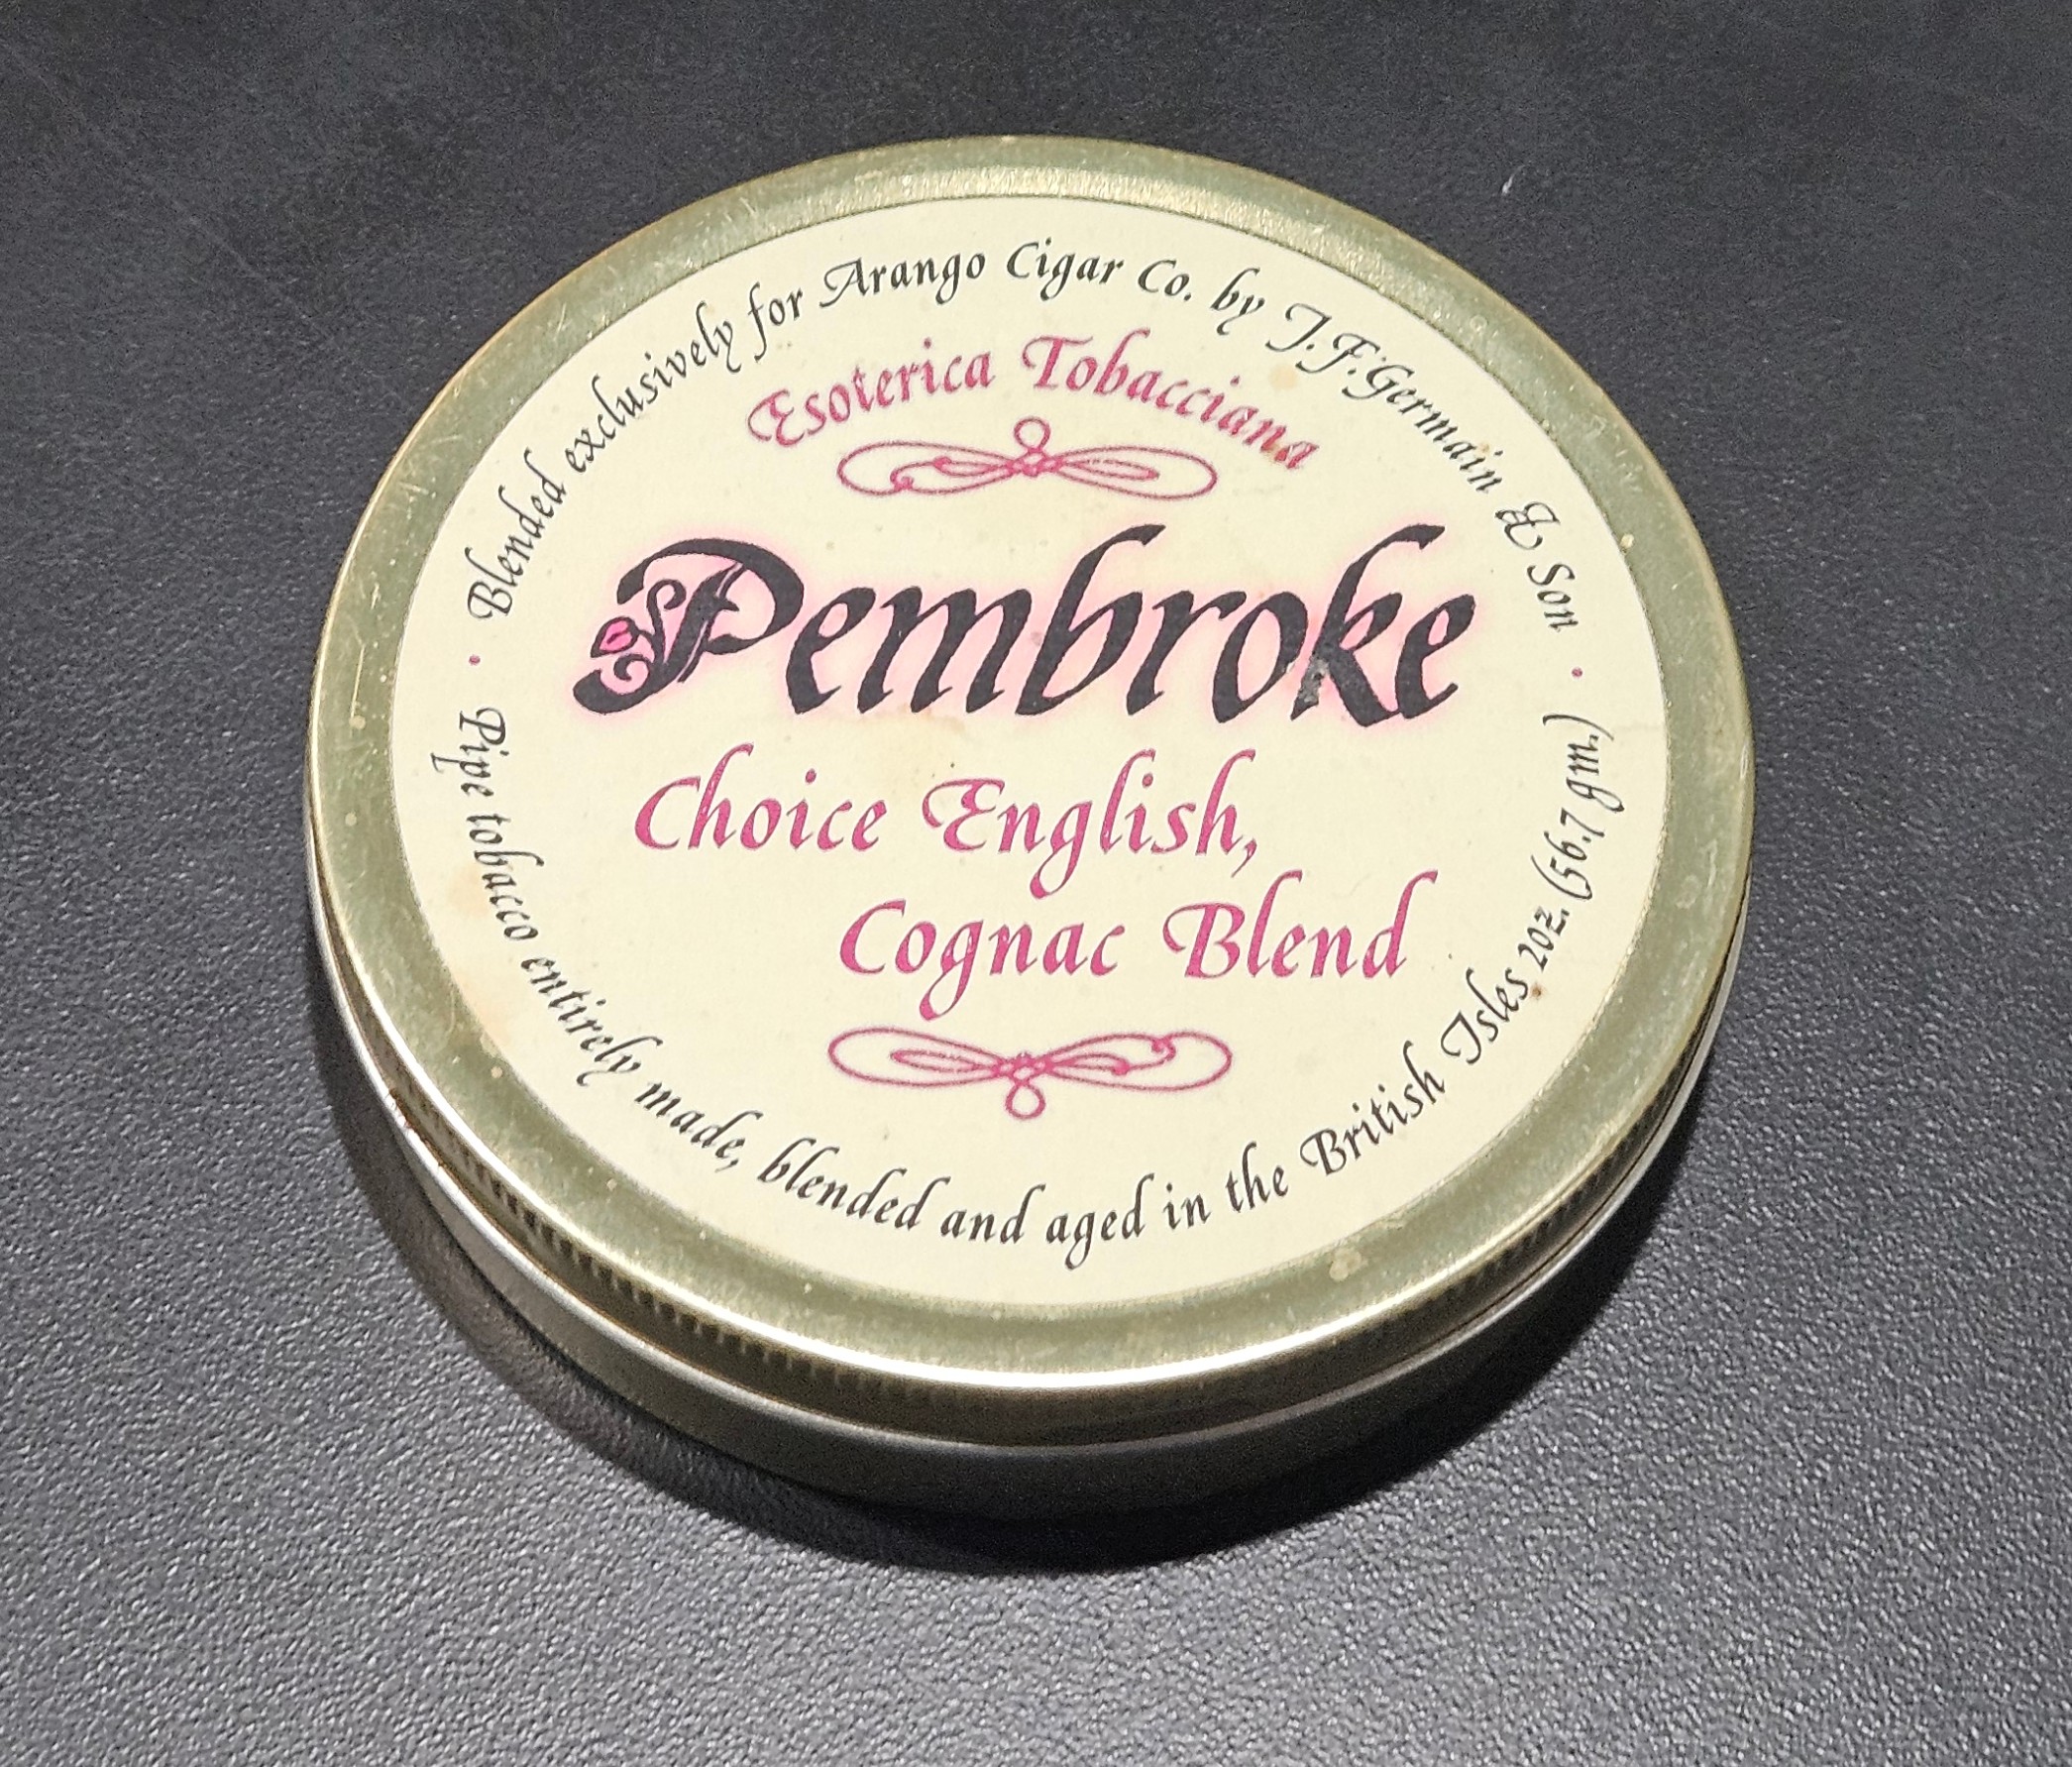 Blended exclusively for Arango Cigar Co. by J.F. Germain & Son
Esoterica Tobacciana
Pembroke
Choice English,
Cognac Blend
Pipe tobacco entirely made, blended and aged in the British Isles 2oz. (56.7 gm.)